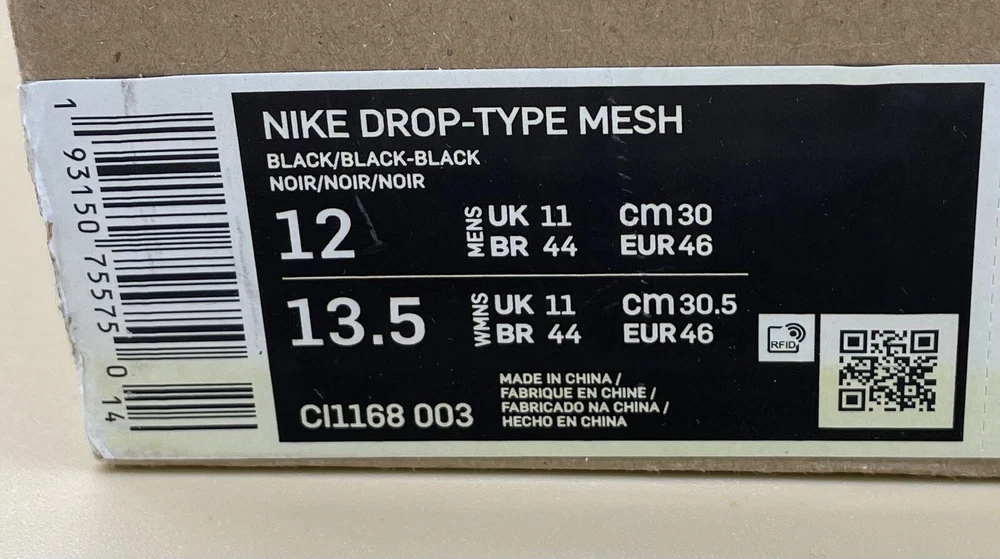 1 93150 75575 0 14
NIKE DROP-TYPE MESH
BLACK/BLACK-BLACK
NOIR/NOIR/NOIR
12 MENS UK 11 cm 30
BR 44 EUR 46
13.5 WMNS UK 11 cm 30.5
BR 44 EUR 46
RFID
MADE IN CHINA /
FABRIQUE EN CHINE /
FABRICADO NA CHINA /
HECHO EN CHINA
CI1168 003